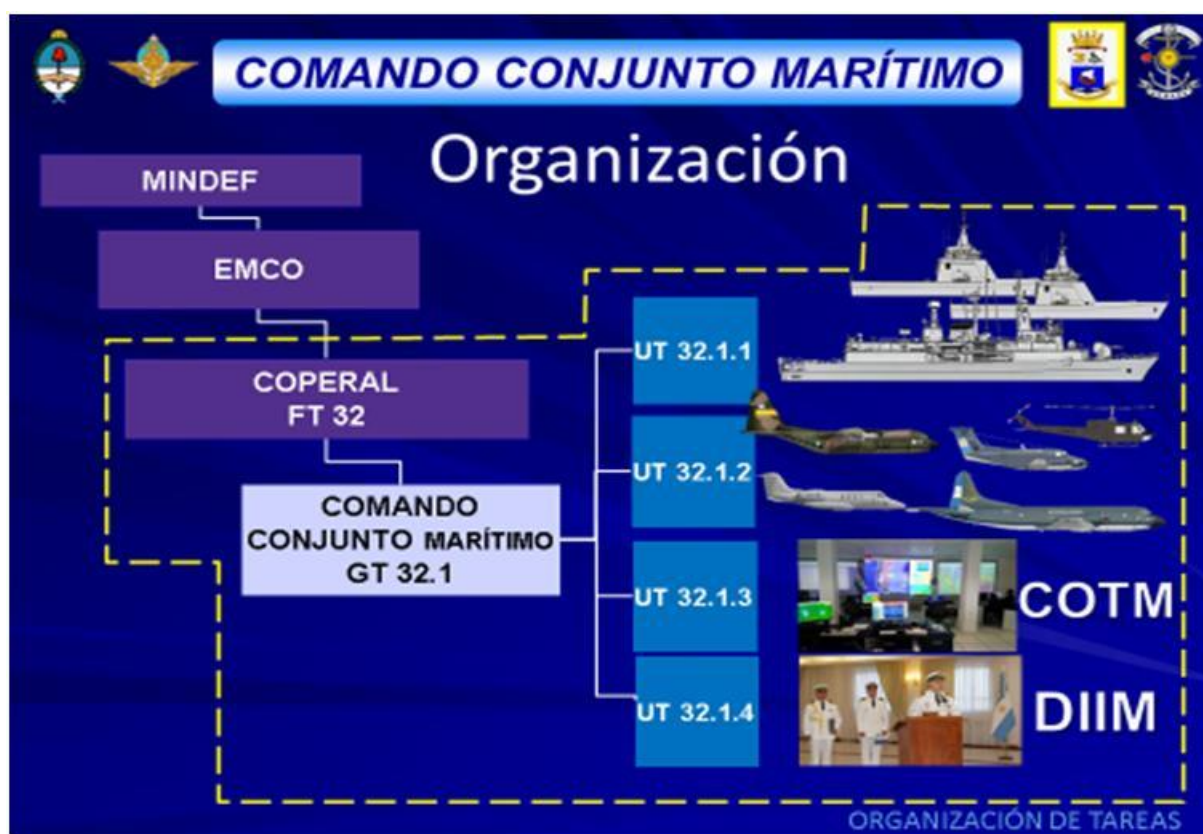 COMANDO CONJUNTO MARÍTIMO
Organización
MINDEF
EMCO
COPERAL
FT 32
COMANDO
CONJUNTO MARÍTIMO
GT 32.1
UT 32.1.1
UT 32.1.2
UT 32.1.3
COTM
UT 32.1.4
DIIM
ORGANIZACIÓN DE TAREAS